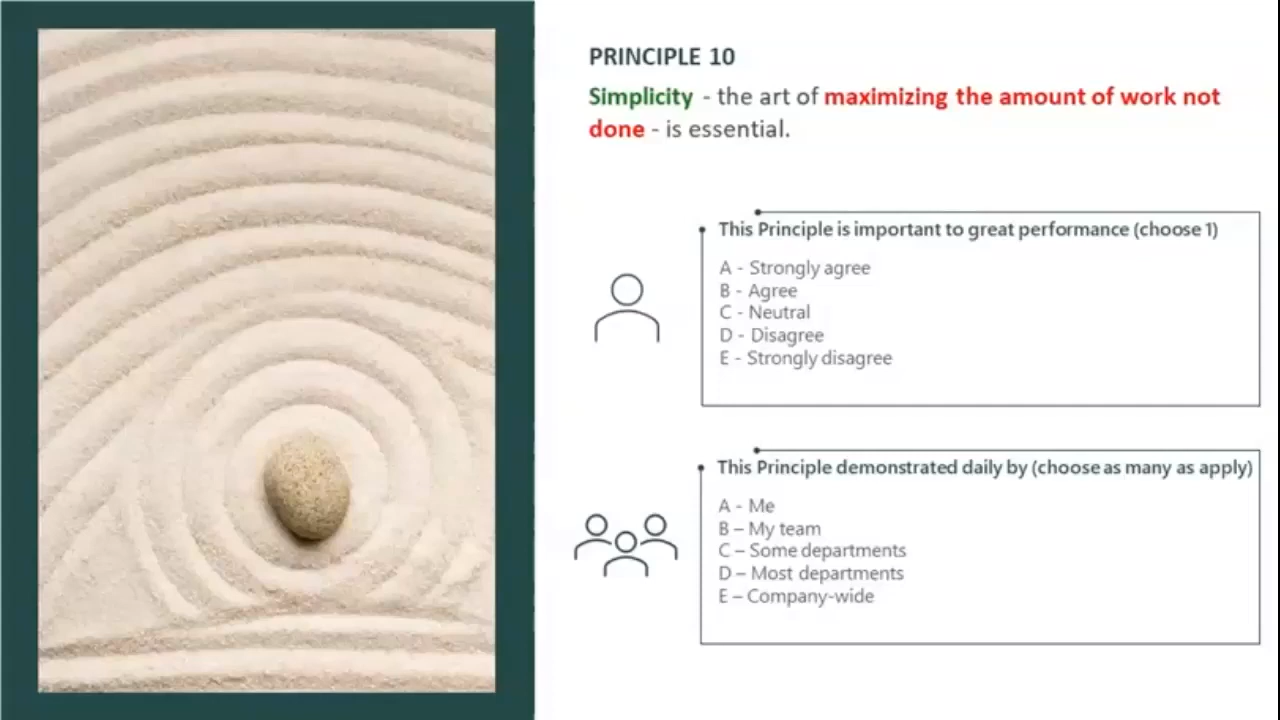 PRINCIPLE 10
Simplicity - the art of maximizing the amount of work not
done - is essential.
This Principle is important to great performance (choose 1)
A - Strongly agree
B - Agree
C - Neutral
D - Disagree
E - Strongly disagree
This Principle demonstrated daily by (choose as many as apply)
A - Me
B – My team
C – Some departments
D – Most departments
E – Company-wide